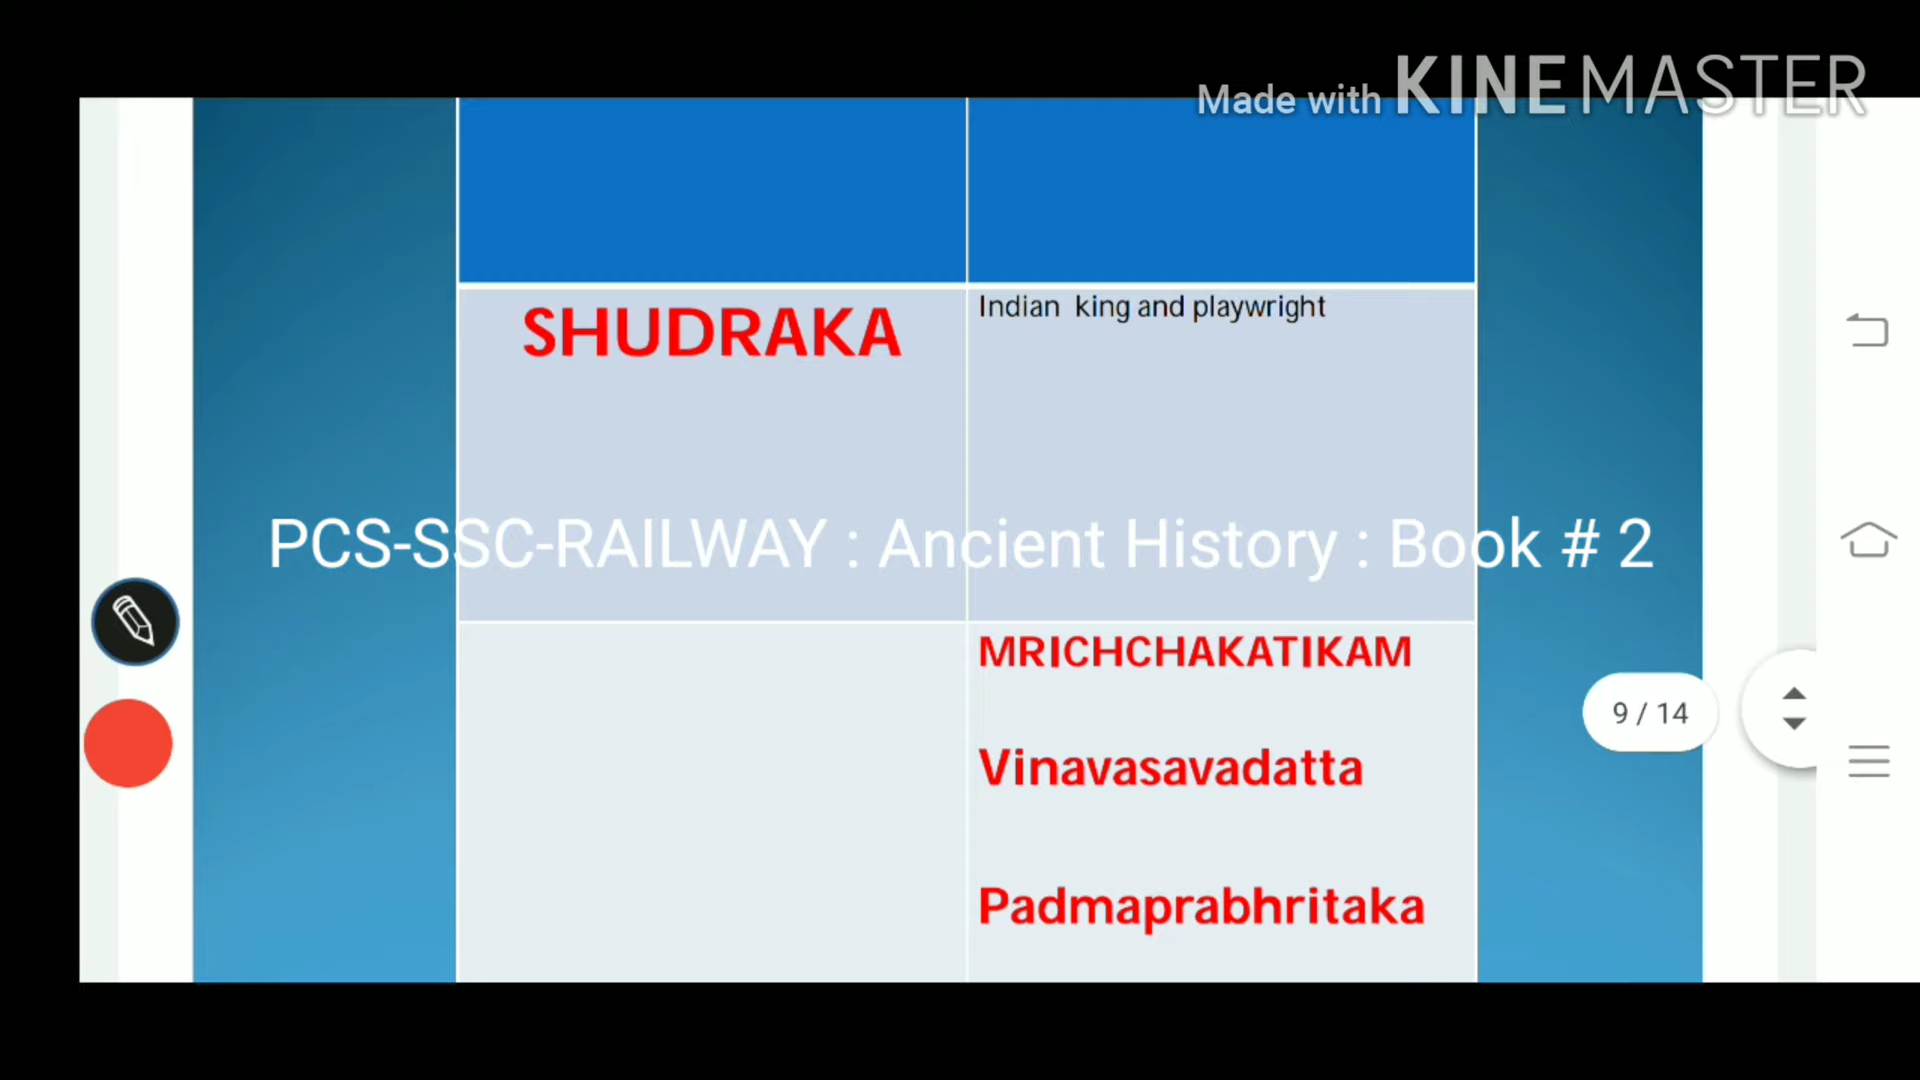 Made with KINEMASTER
SHUDRAKA
Indian king and playwright
PCS-SSC-RAILWAY : Ancient History : Book # 2
MRICHCHAKATIKAM
9 / 14
Vinavasavadatta
Padmaprabhritaka